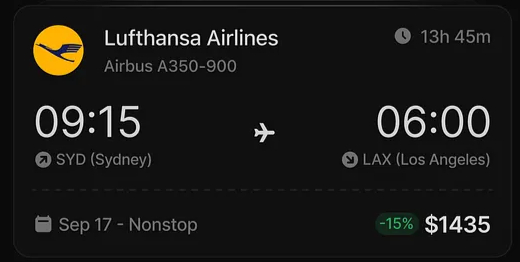 Lufthansa Airlines
13h 45m
Airbus A350-900
09:15
06:00
SYD (Sydney)
LAX (Los Angeles)
Sep 17 - Nonstop
-15% $1435